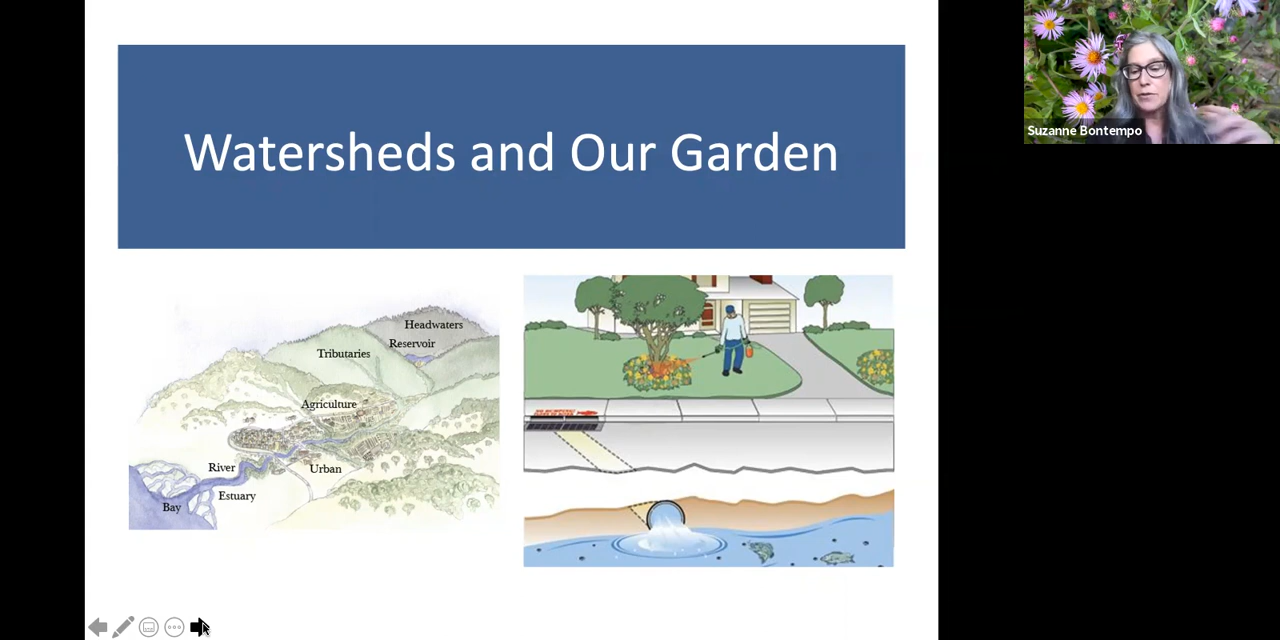 Watersheds and Our Garden
Suzanne Bontempo
Headwaters
Reservoir
Tributaries
Agriculture
River
Urban
Estuary
Bay